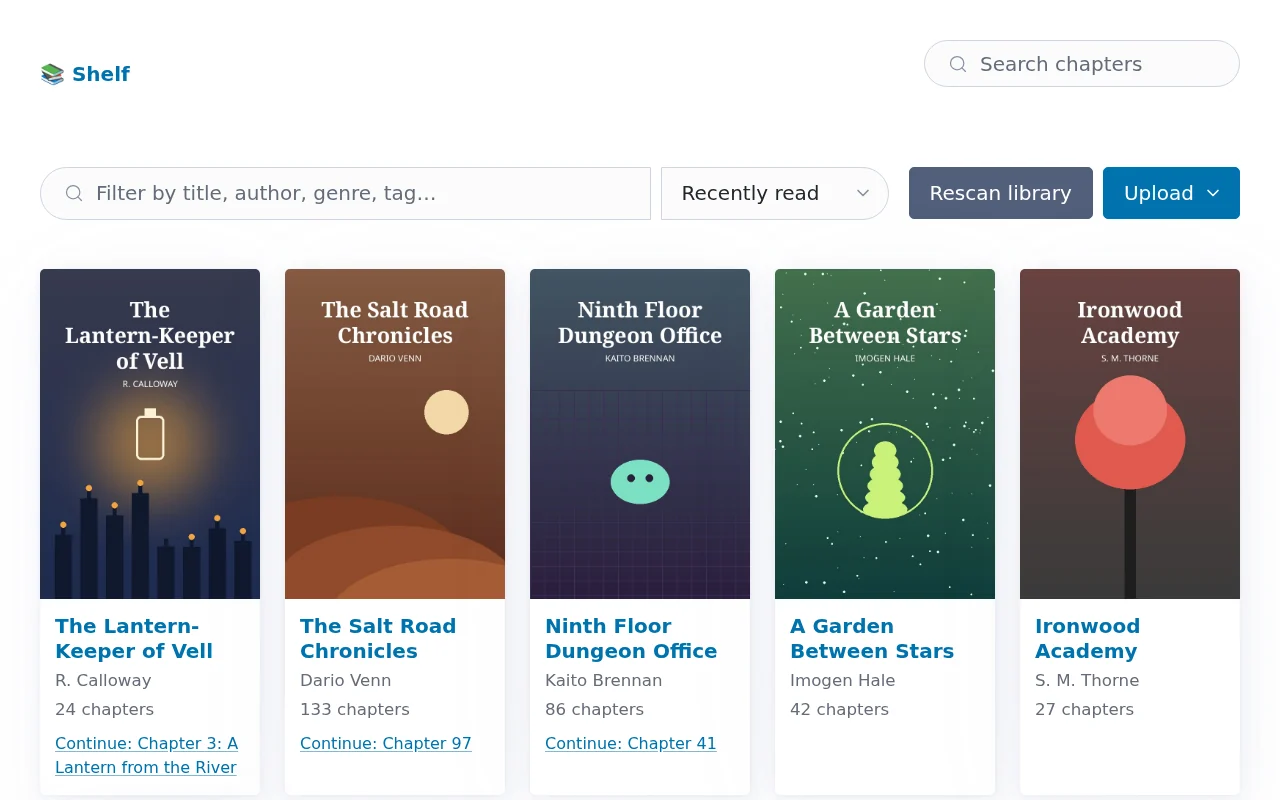 📚 Shelf
Search chapters
Filter by title, author, genre, tag…
Recently read
Rescan library
Upload
The
Lantern-Keeper
of Vell
R. CALLOWAY
The Salt Road
Chronicles
DARIO VENN
Ninth Floor
Dungeon Office
KAITO BRENNAN
A Garden
Between Stars
IMOGEN HALE
Ironwood
Academy
S. M. THORNE
The Lantern-
Keeper of Vell
R. Calloway
24 chapters
Continue: Chapter 3: A
Lantern from the River
The Salt Road
Chronicles
Dario Venn
133 chapters
Continue: Chapter 97
Ninth Floor
Dungeon Office
Kaito Brennan
86 chapters
Continue: Chapter 41
A Garden
Between Stars
Imogen Hale
42 chapters
Ironwood
Academy
S. M. Thorne
27 chapters